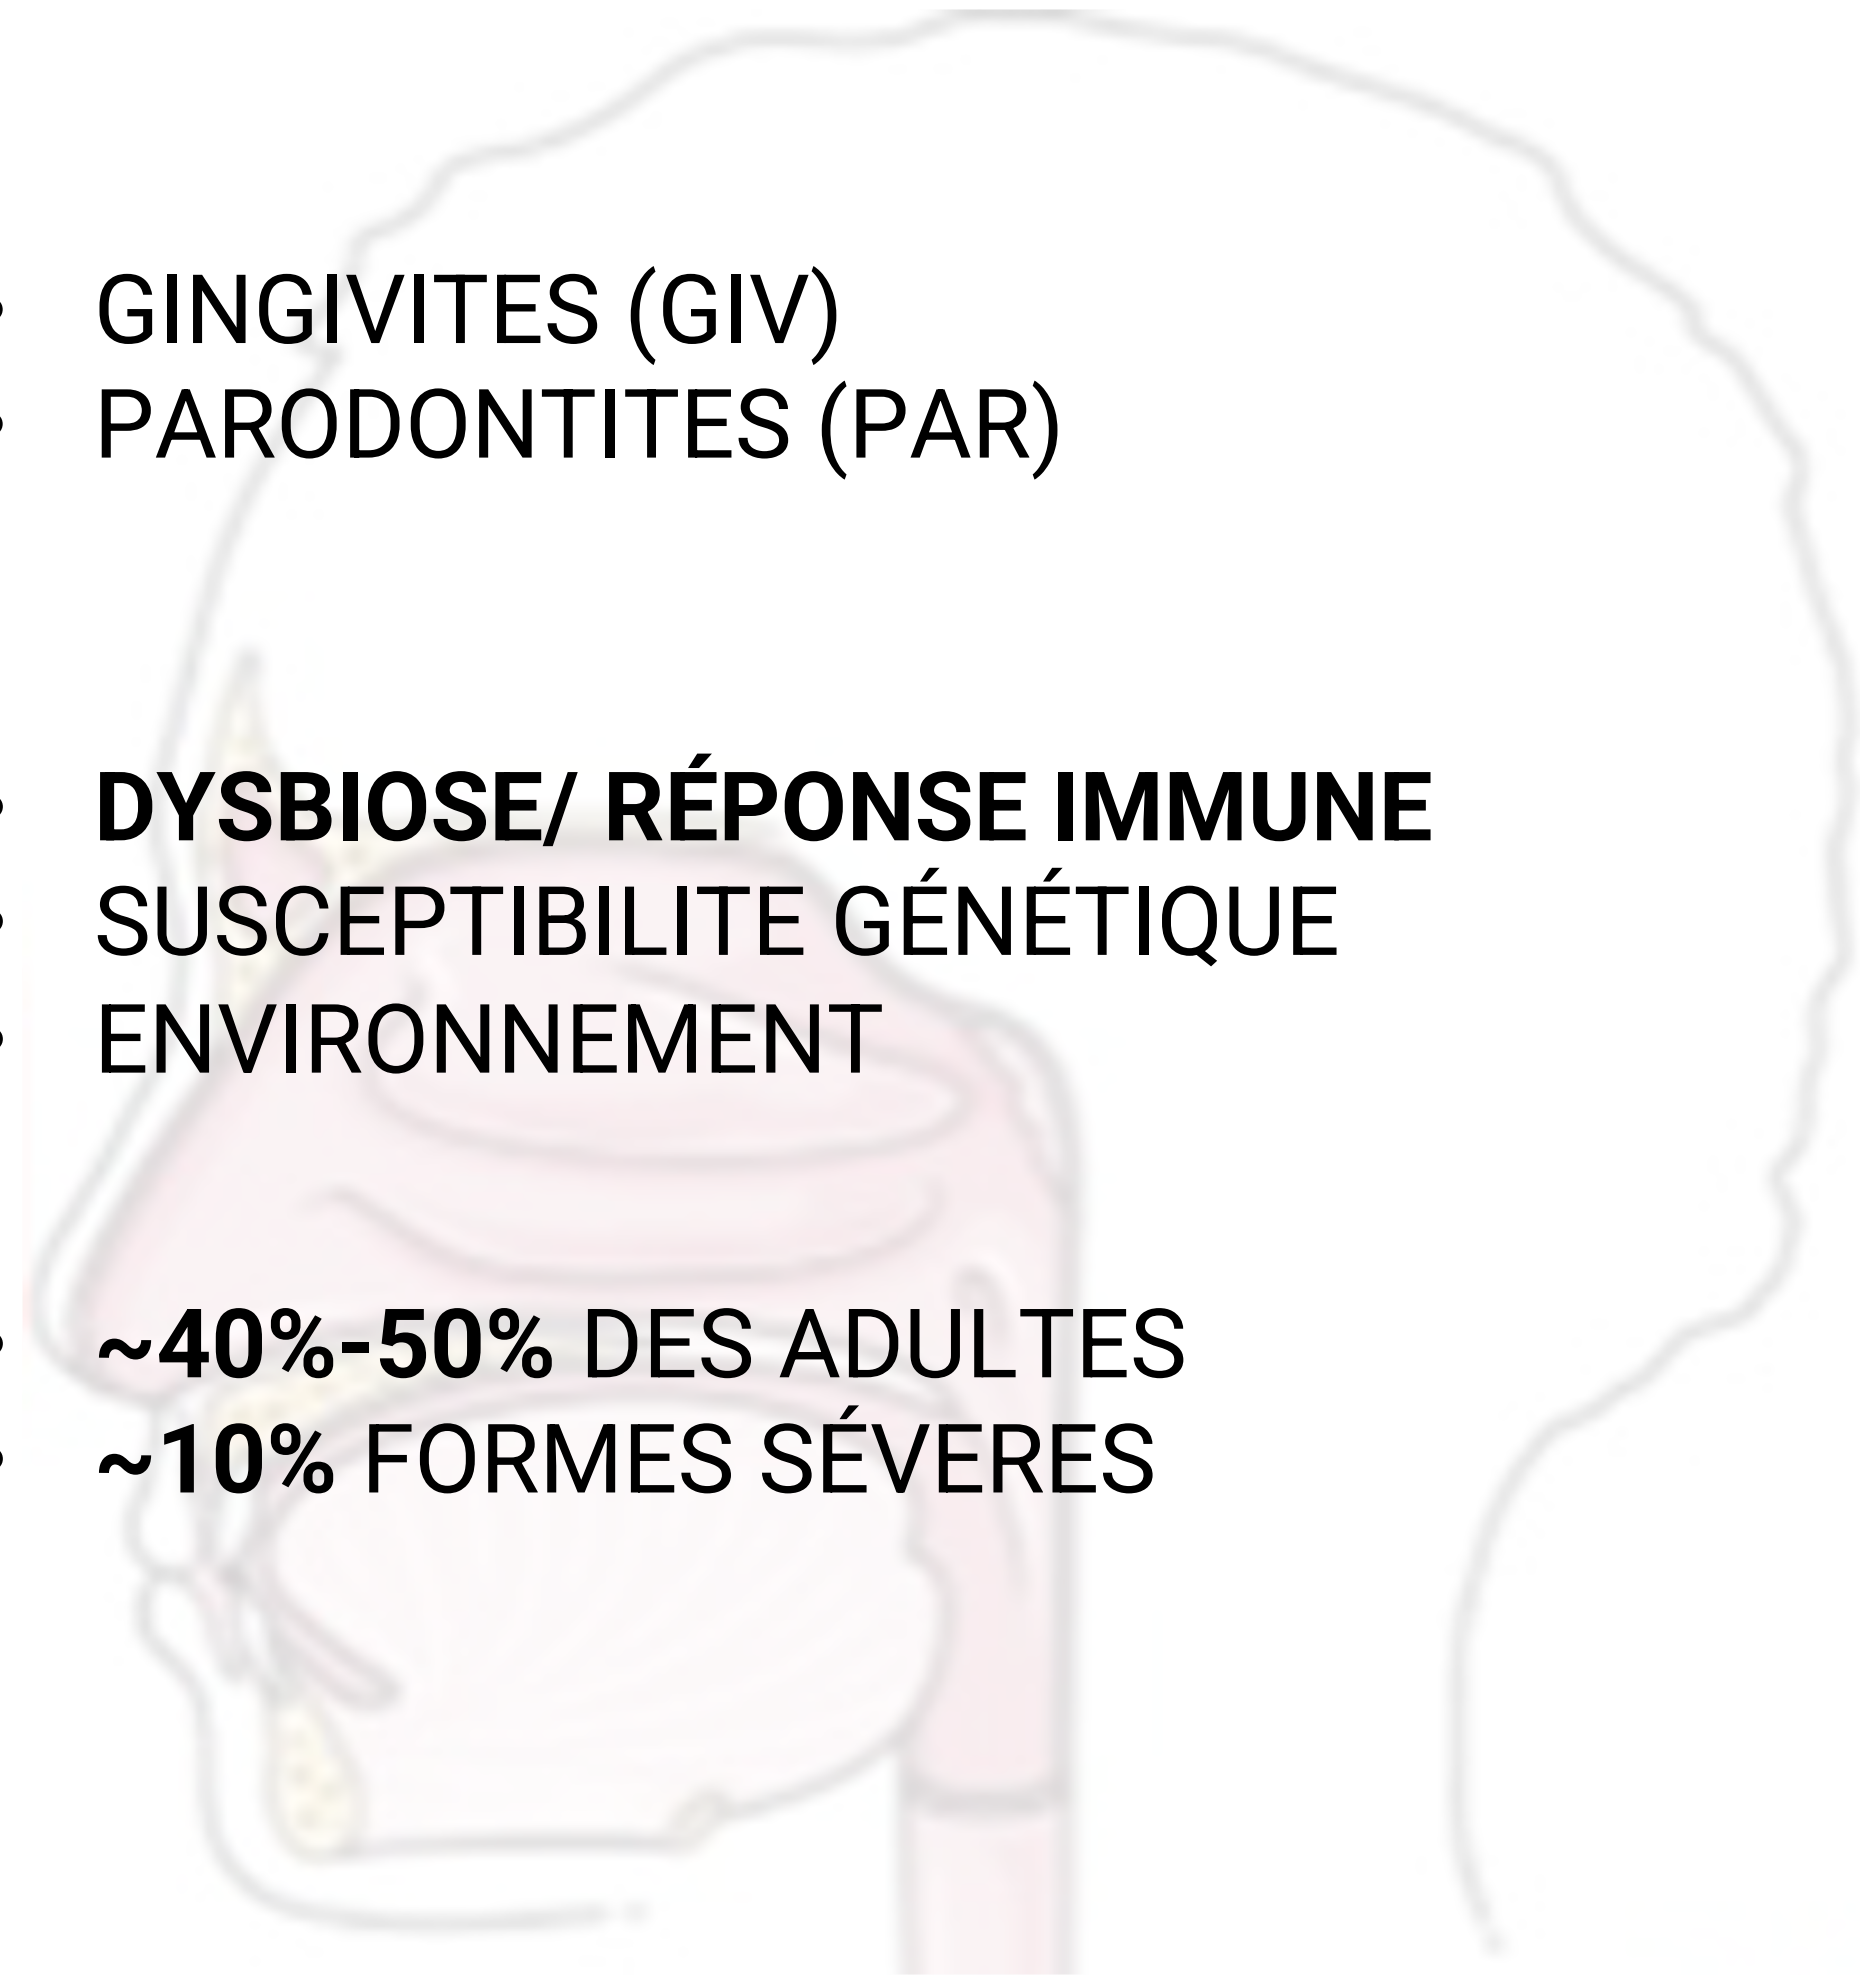 • GINGIVITES (GIV)
• PARODONTITES (PAR)
• DYSBIOSE/ RÉPONSE IMMUNE
• SUSCEPTIBILITE GÉNÉTIQUE
• ENVIRONNEMENT
• ~40%-50% DES ADULTES
• ~10% FORMES SÉVERES